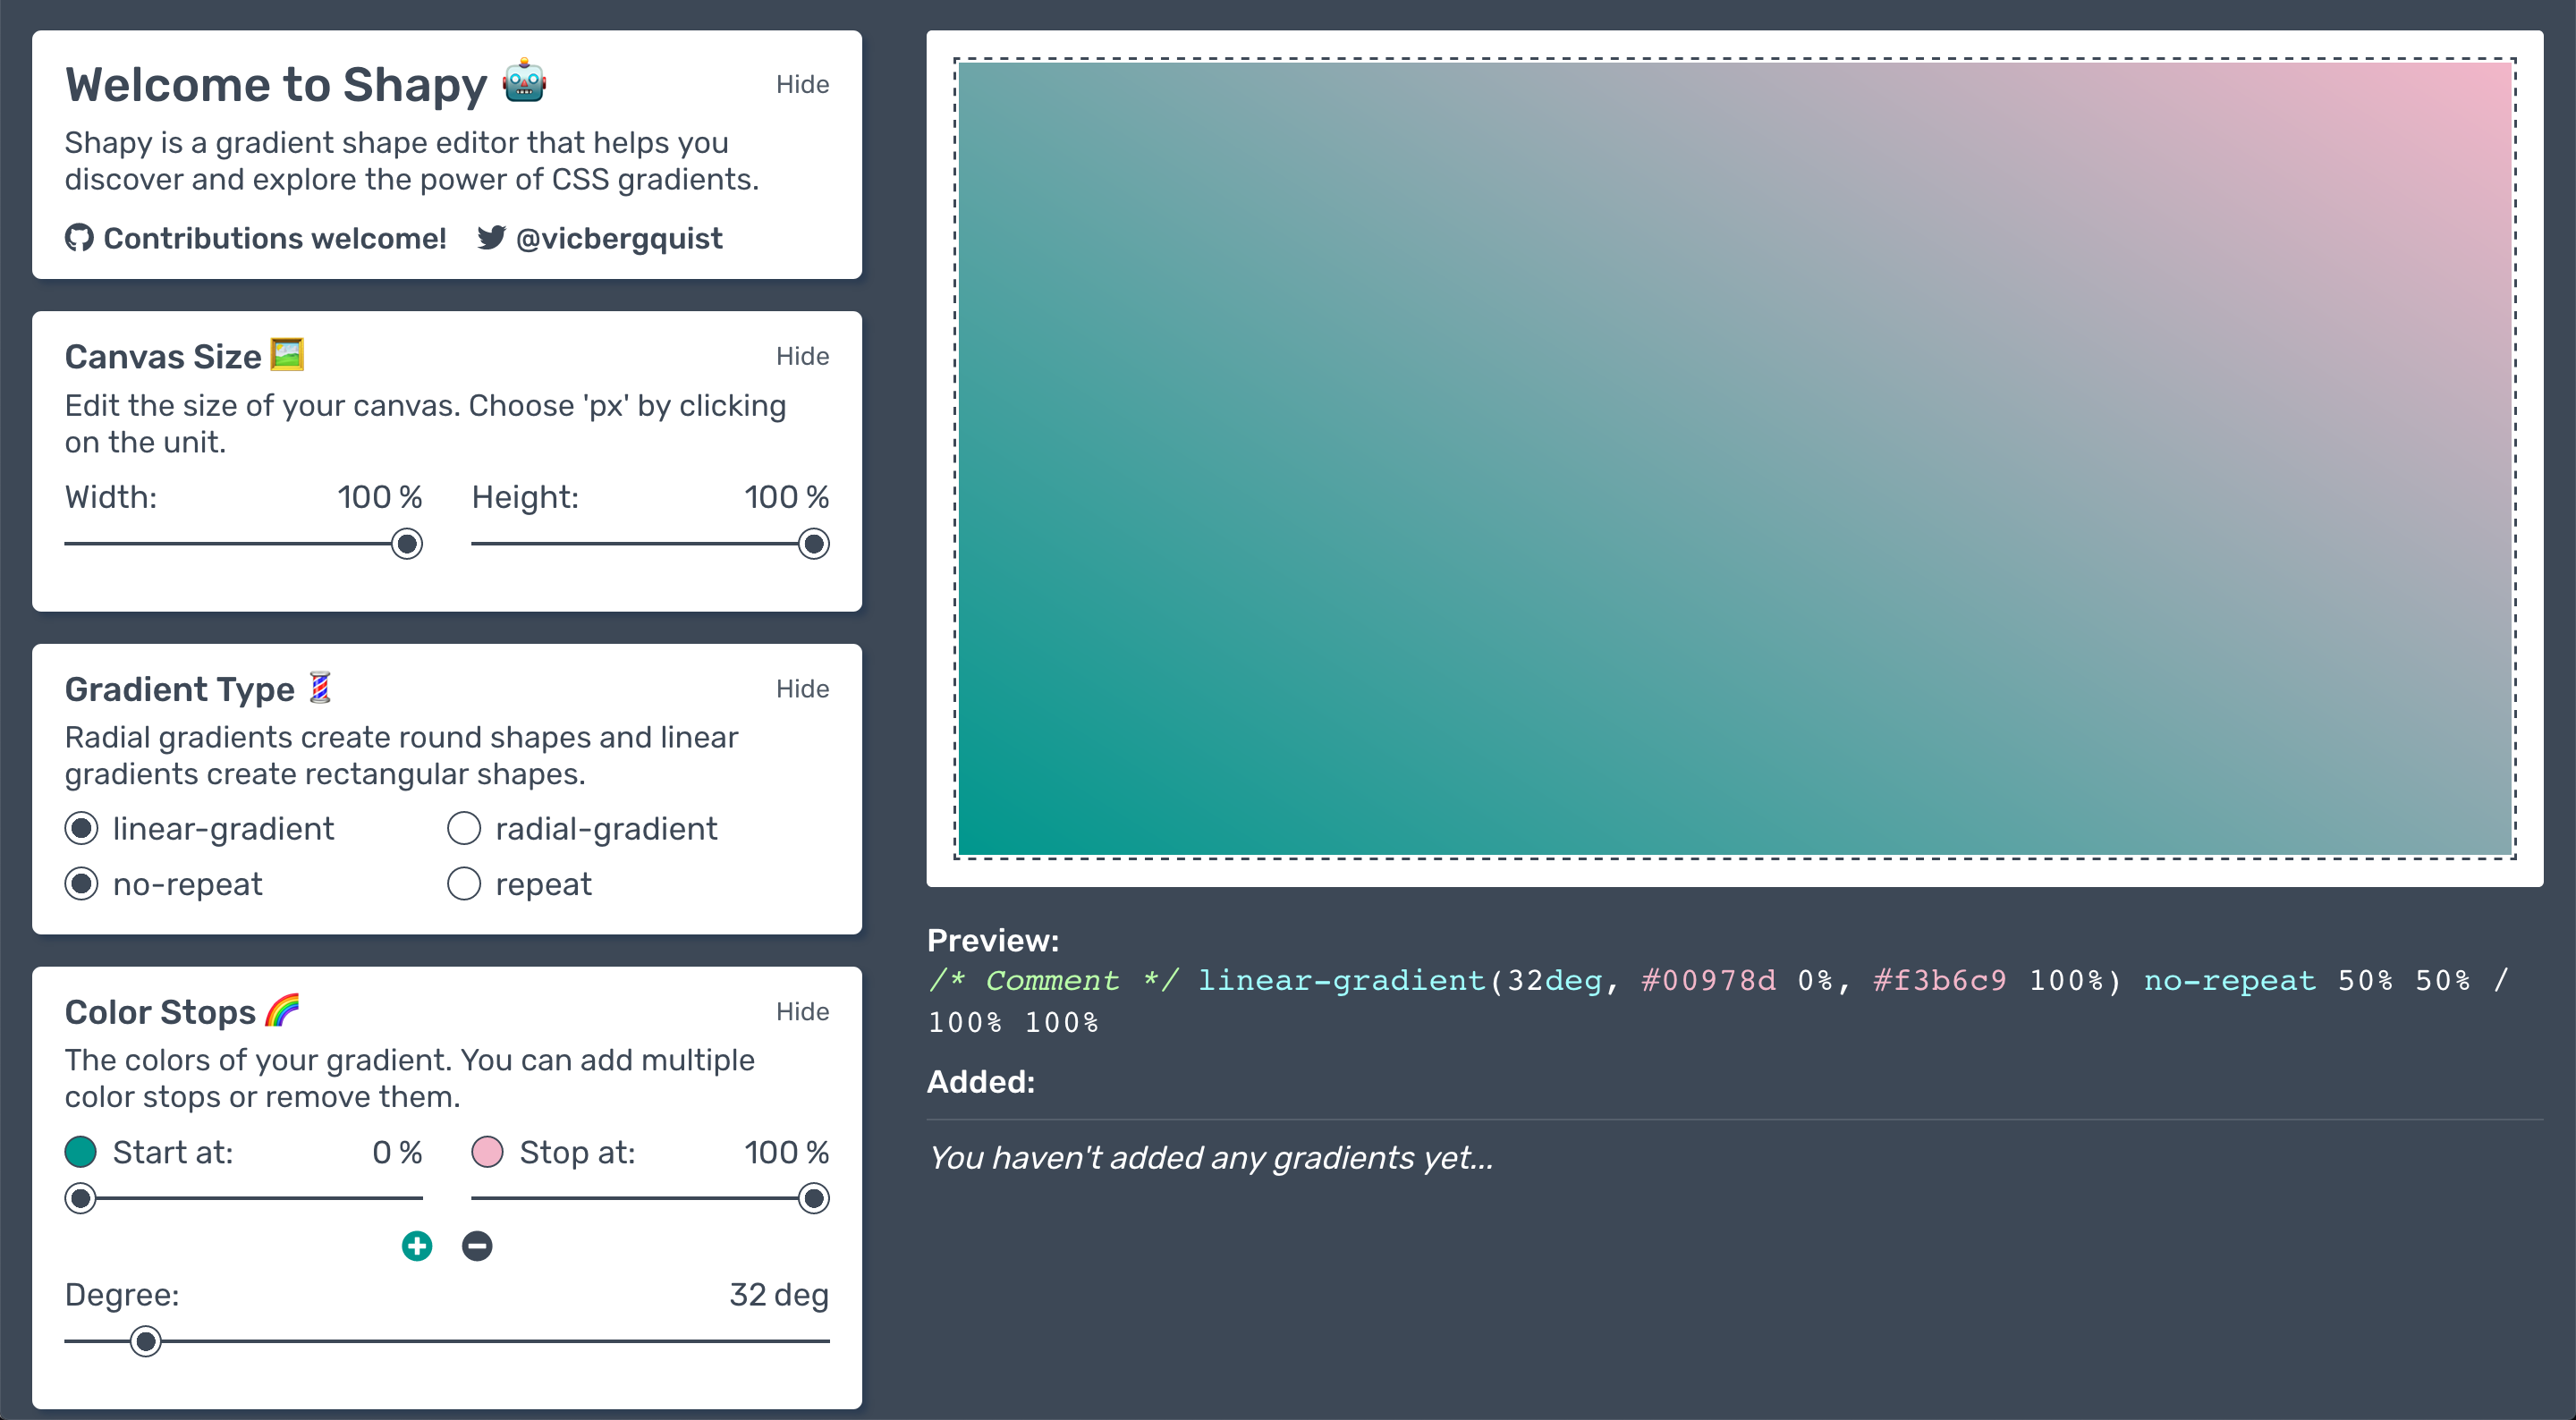 Welcome to Shapy 🤖
Hide
Shapy is a gradient shape editor that helps you
discover and explore the power of CSS gradients.
Contributions welcome! @vicbergquist
Canvas Size 🖼️
Hide
Edit the size of your canvas. Choose 'px' by clicking
on the unit.
Width: 100 % Height: 100 %
Gradient Type 💈
Hide
Radial gradients create round shapes and linear
gradients create rectangular shapes.
linear-gradient radial-gradient
no-repeat repeat
Color Stops 🌈
Hide
The colors of your gradient. You can add multiple
color stops or remove them.
Start at: 0 % Stop at: 100 %
Degree: 32 deg
Preview:
/* Comment */ linear-gradient(32deg, #00978d 0%, #f3b6c9 100%) no-repeat 50% 50% /
100% 100%
Added:
You haven't added any gradients yet...